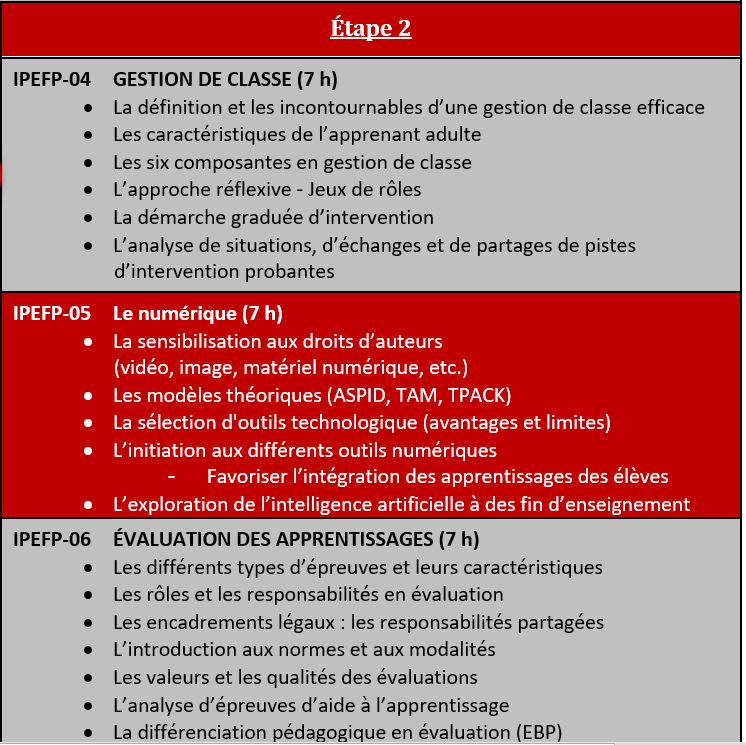 Étape 2
IPEFP-04 GESTION DE CLASSE (7 h)
• La définition et les incontournables d’une gestion de classe efficace
• Les caractéristiques de l’apprenant adulte
• Les six composantes en gestion de classe
• L’approche réflexive - Jeux de rôles
• La démarche graduée d’intervention
• L’analyse de situations, d’échanges et de partages de pistes
d’intervention probantes
IPEFP-05 Le numérique (7 h)
• La sensibilisation aux droits d’auteurs
(vidéo, image, matériel numérique, etc.)
• Les modèles théoriques (ASPID, TAM, TPACK)
• La sélection d'outils technologique (avantages et limites)
• L’initiation aux différents outils numériques
- Favoriser l’intégration des apprentissages des élèves
• L’exploration de l’intelligence artificielle à des fin d’enseignement
IPEFP-06 ÉVALUATION DES APPRENTISSAGES (7 h)
• Les différents types d’épreuves et leurs caractéristiques
• Les rôles et les responsabilités en évaluation
• Les encadrements légaux : les responsabilités partagées
• L’introduction aux normes et aux modalités
• Les valeurs et les qualités des évaluations
• L’analyse d’épreuves d’aide à l’apprentissage
• La différenciation pédagogique en évaluation (EBP)